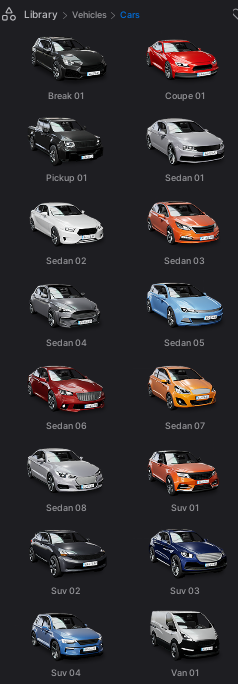 Library > Vehicles > Cars
Break 01 Coupe 01
Pickup 01 Sedan 01
Sedan 02 Sedan 03
Sedan 04 Sedan 05
Sedan 06 Sedan 07
Sedan 08 Suv 01
Suv 02 Suv 03
Suv 04 Van 01